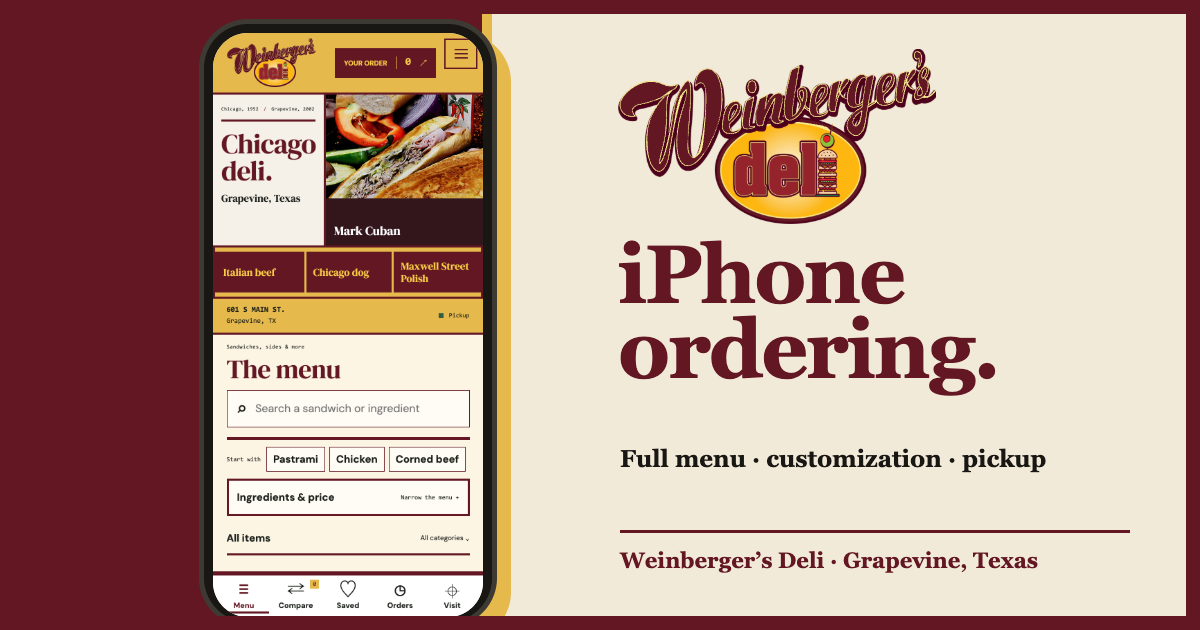 Weinberger's
deli
YOUR ORDER 0
Chicago, 1952 / Grapevine, 2002
Chicago
deli.
Grapevine, Texas
Mark Cuban
Italian beef
Chicago dog
Maxwell Street
Polish
601 S MAIN ST.
Grapevine, TX
Pickup
Sandwiches, sides & more
The menu
Search a sandwich or ingredient
Start with Pastrami Chicken Corned beef
Ingredients & price Narrow the menu +
All items All categories
0
Menu Compare Saved Orders Visit
Weinberger's
deli
iPhone
ordering.
Full menu · customization · pickup
Weinberger’s Deli · Grapevine, Texas